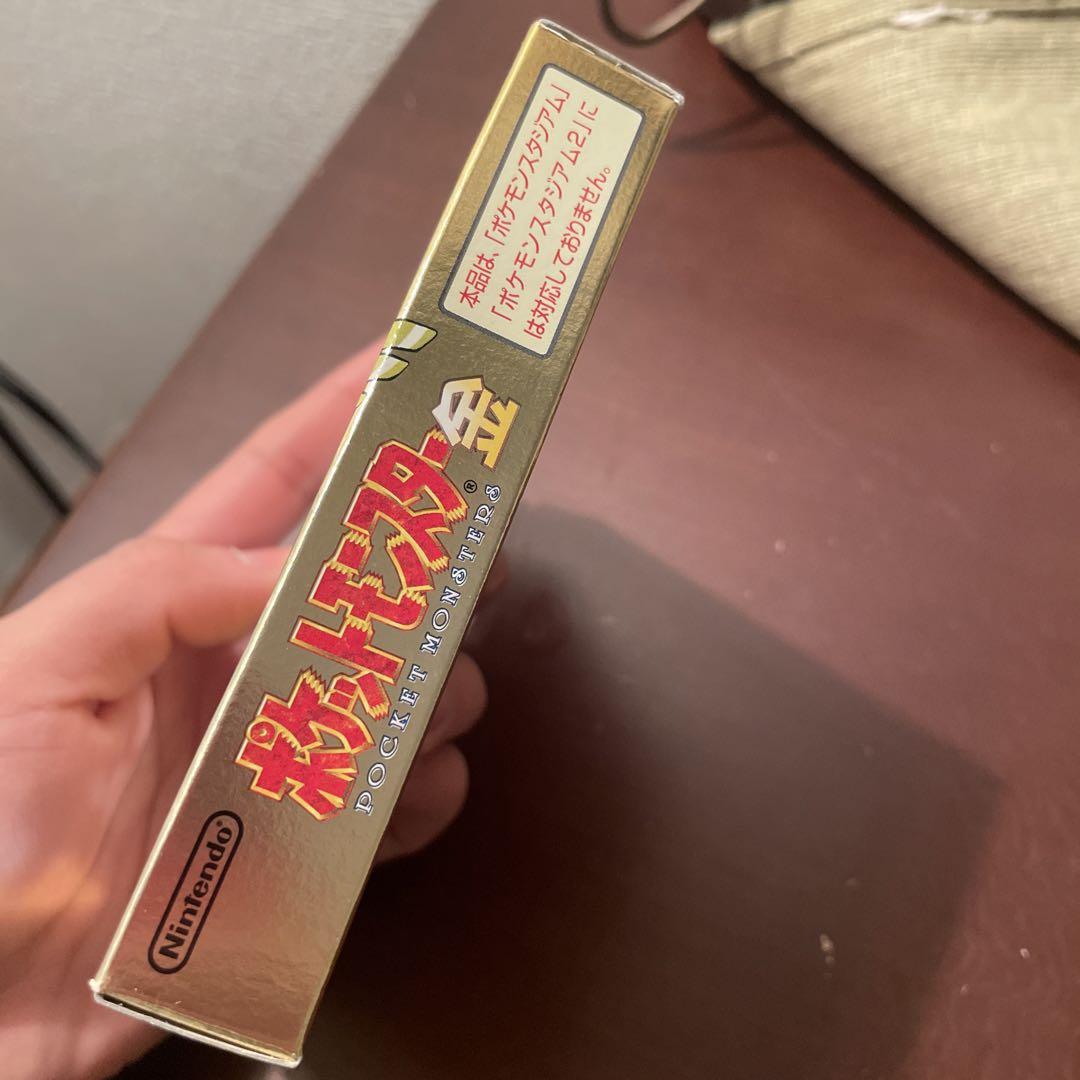 Nintendo®
ポケットモンスター金
®
POCKET MONSTERS
本品は、「ポケモンスタジアム」
「ポケモンスタジアム2」に
は対応しておりません。